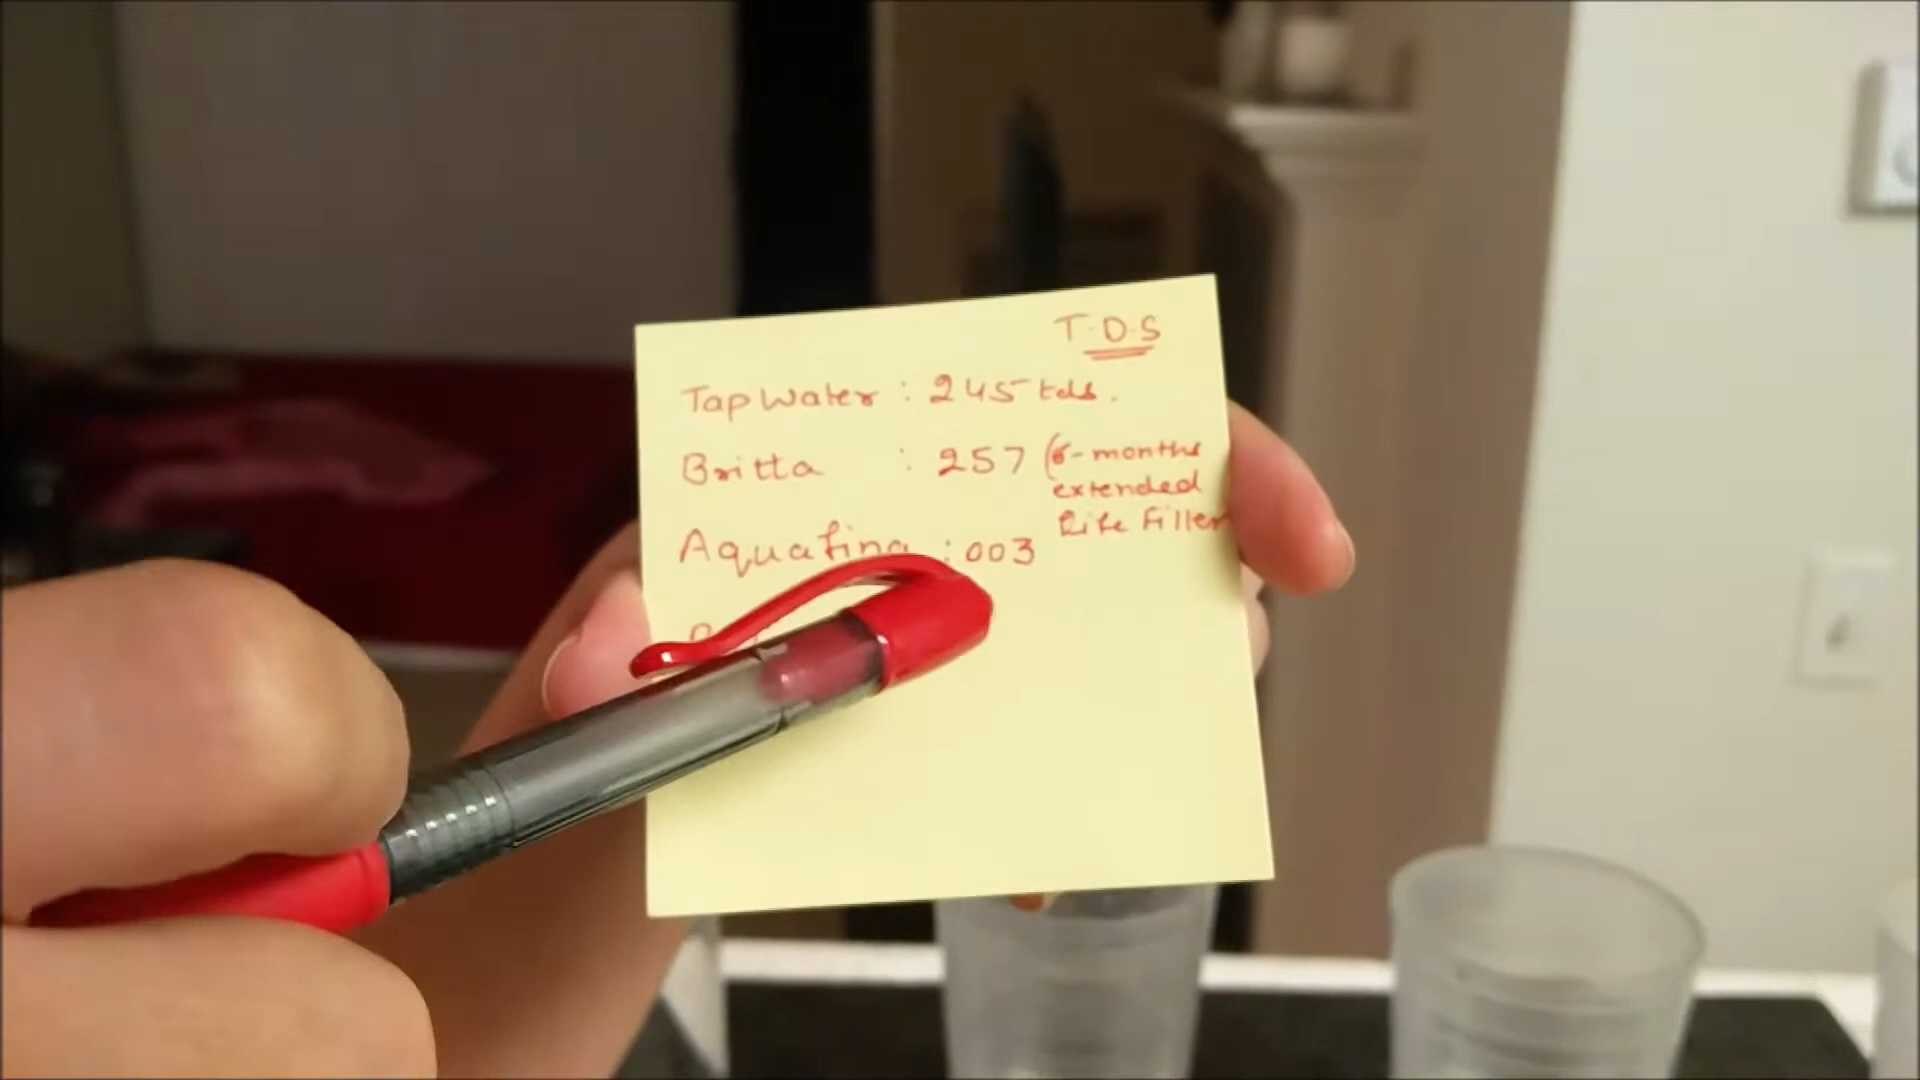 T.D.S
Tap Water : 245 tds.
Britta : 257 (6-months
extended
Life Filter
Aquafina : 003